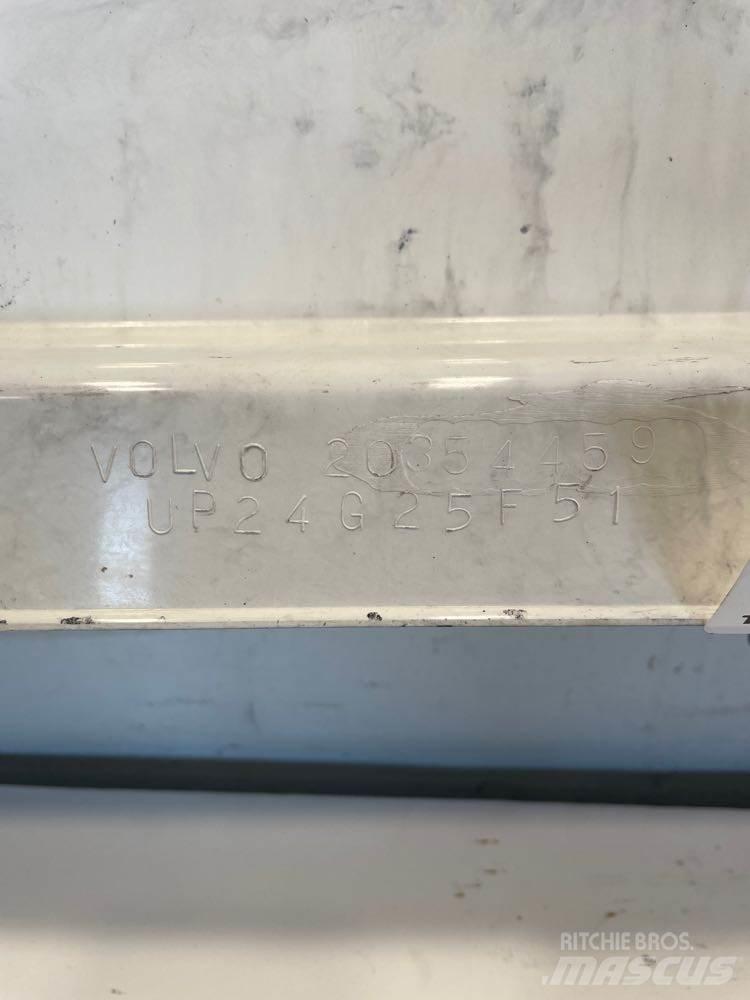 VOLVO 20354459
UP24G25F51
RITCHIE BROS.
MASCUS